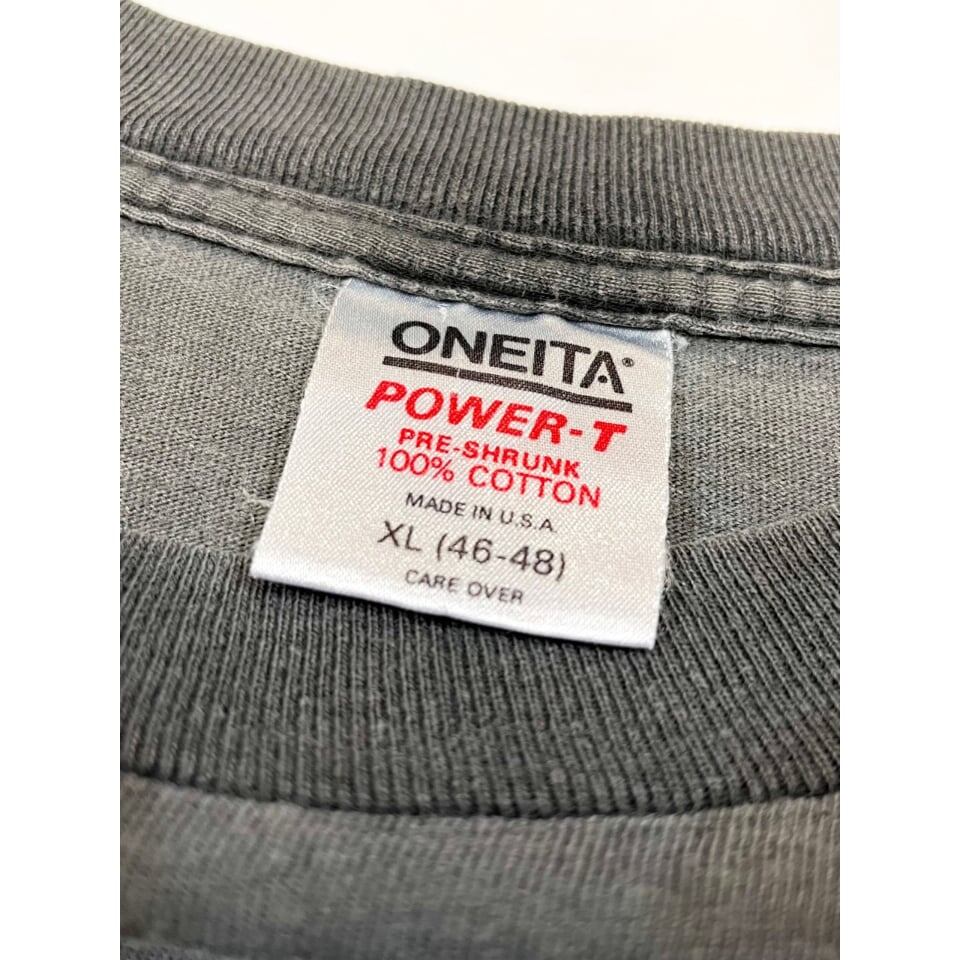 ONEITA®
POWER-T
PRE-SHRUNK
100% COTTON
MADE IN U.S.A.
XL (46-48)
CARE OVER